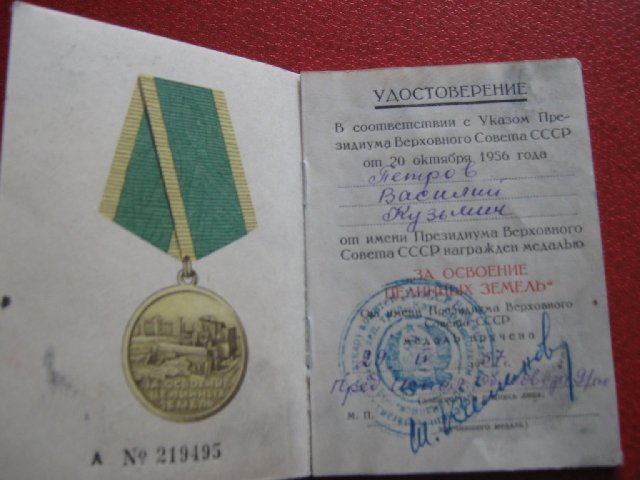 ЗА ОСВОЕНИЕ
ЦЕЛИННЫХ
ЗЕМЕЛЬ
А № 219495
УДОСТОВЕРЕНИЕ
В соответствии с Указом Пре-
зидиума Верховного Совета СССР
от 20 октября 1956 года
Петров
Василий
Кузьмич
от имени Президиума Верховного
Совета СССР награжден медалью
„ЗА ОСВОЕНИЕ
ЦЕЛИННЫХ ЗЕМЕЛЬ“
От имени Президиума Верховного
Совета СССР
медаль вручена
57
Пред
М. П.